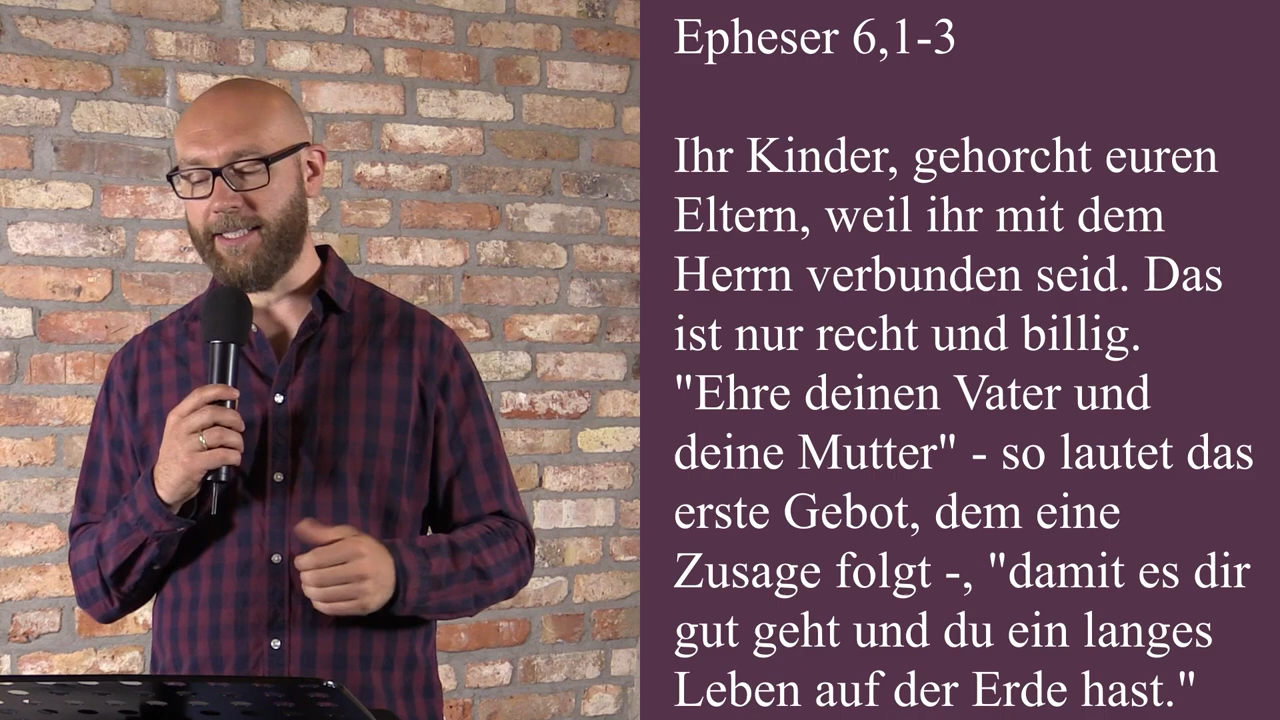 Epheser 6,1-3
Ihr Kinder, gehorcht euren
Eltern, weil ihr mit dem
Herrn verbunden seid. Das
ist nur recht und billig.
"Ehre deinen Vater und
deine Mutter" - so lautet das
erste Gebot, dem eine
Zusage folgt -, "damit es dir
gut geht und du ein langes
Leben auf der Erde hast."